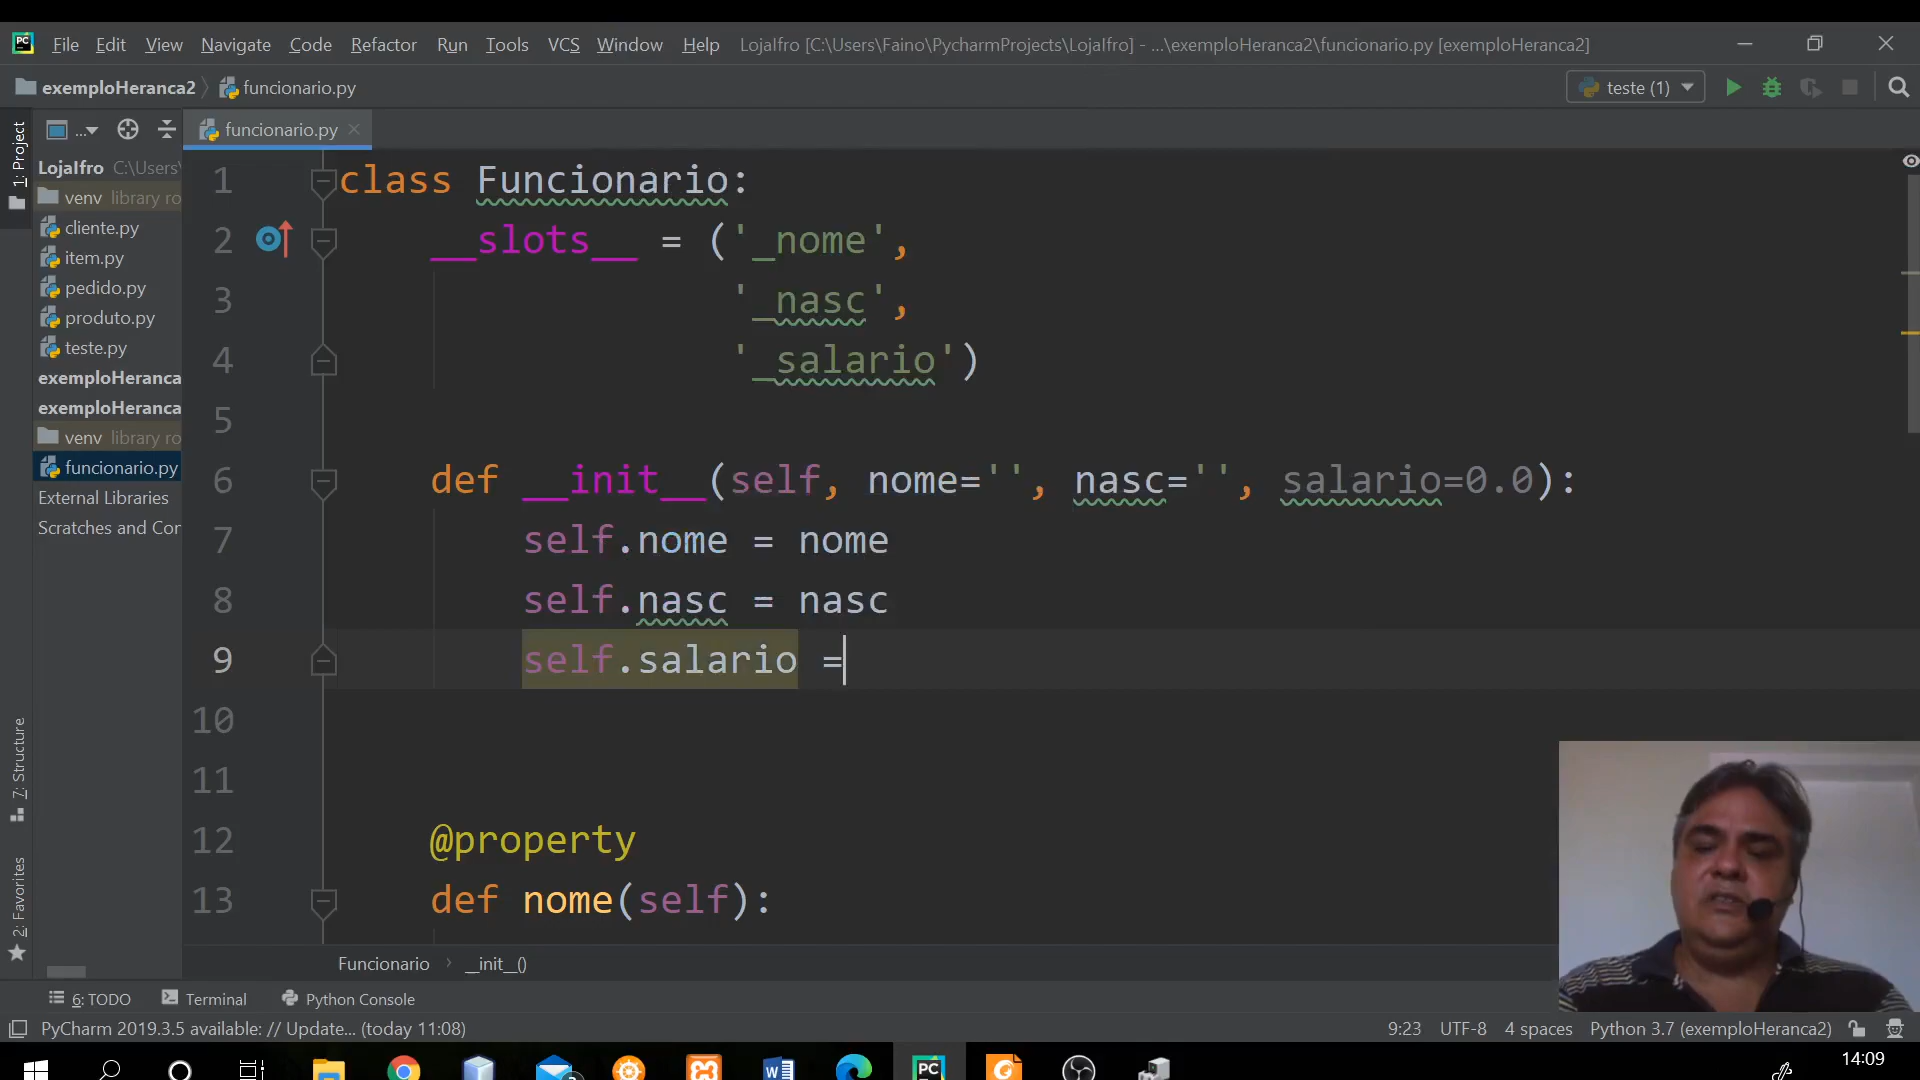 File Edit View Navigate Code Refactor Run Tools VCS Window Help LojaIfro [C:\Users\Faino\PycharmProjects\LojaIfro] - ...\exemploHeranca2\funcionario.py [exemploHeranca2]
exemploHeranca2 funcionario.py teste (1)
1: Project
... funcionario.py
LojaIfro C:\Users\
venv library ro
cliente.py
item.py
pedido.py
produto.py
teste.py
exemploHeranca
exemploHeranca
venv library ro
funcionario.py
External Libraries
Scratches and Con
7: Structure
2: Favorites
1 class Funcionario:
2 __slots__ = ('_nome',
3 '_nasc',
4 '_salario')
5
6 def __init__(self, nome='', nasc='', salario=0.0):
7 self.nome = nome
8 self.nasc = nasc
9 self.salario =
10
11
12 @property
13 def nome(self):
Funcionario __init__()
6: TODO Terminal Python Console
PyCharm 2019.3.5 available: // Update... (today 11:08) 9:23 UTF-8 4 spaces Python 3.7 (exemploHeranca2)
14:09